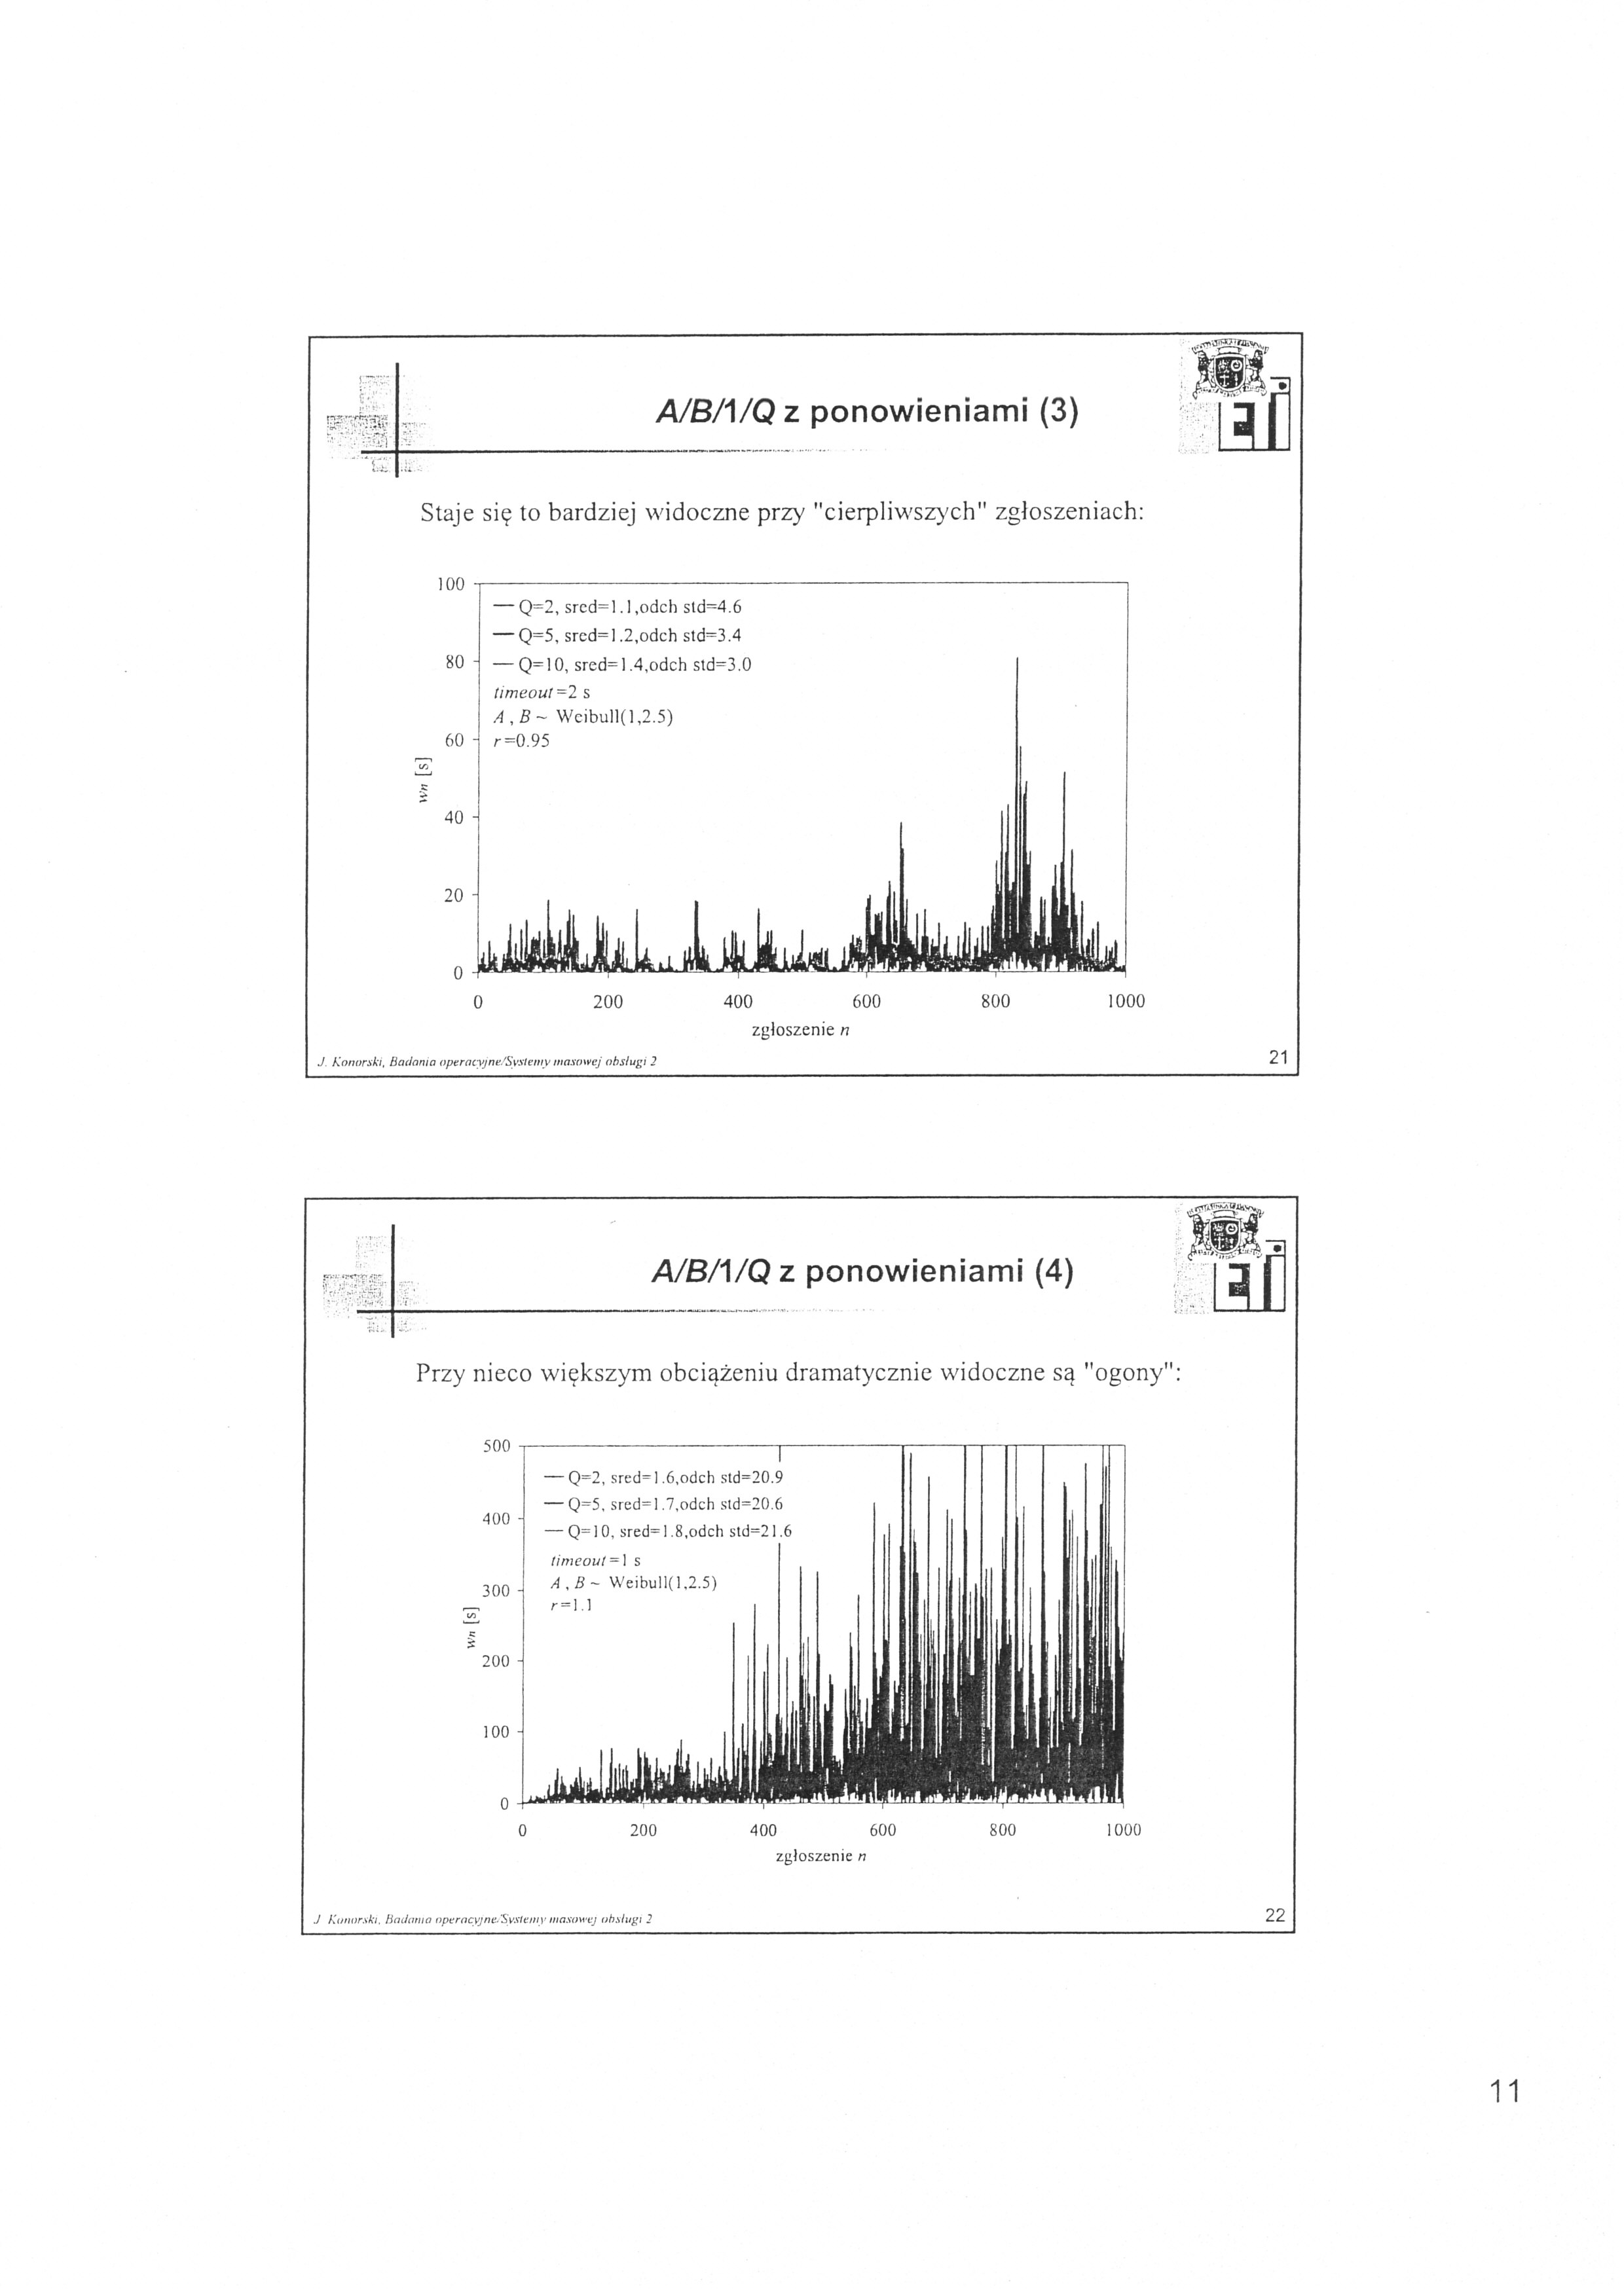 A/B/1/Q z ponowieniami (3)
Staje się to bardziej widoczne przy "cierpliwszych" zgłoszeniach:
100
80
60
40
20
0
wn [s]
Q=2, sred=1.1,odch std=4.6
Q=5, sred=1.2,odch std=3.4
Q=10, sred=1.4,odch std=3.0
timeout=2 s
A , B ~ Weibull(1,2.5)
r=0.95
0 200 400 600 800 1000
zgłoszenie n
J. Konorski, Badania operacyjne/Systemy masowej obsługi 2
21
A/B/1/Q z ponowieniami (4)
Przy nieco większym obciążeniu dramatycznie widoczne są "ogony":
500
400
300
200
100
0
wn [s]
Q=2, sred=1.6,odch std=20.9
Q=5, sred=1.7,odch std=20.6
Q=10, sred=1.8,odch std=21.6
timeout=1 s
A , B ~ Weibull(1,2.5)
r=1.1
0 200 400 600 800 1000
zgłoszenie n
J. Konorski, Badania operacyjne/Systemy masowej obsługi 2
22
11